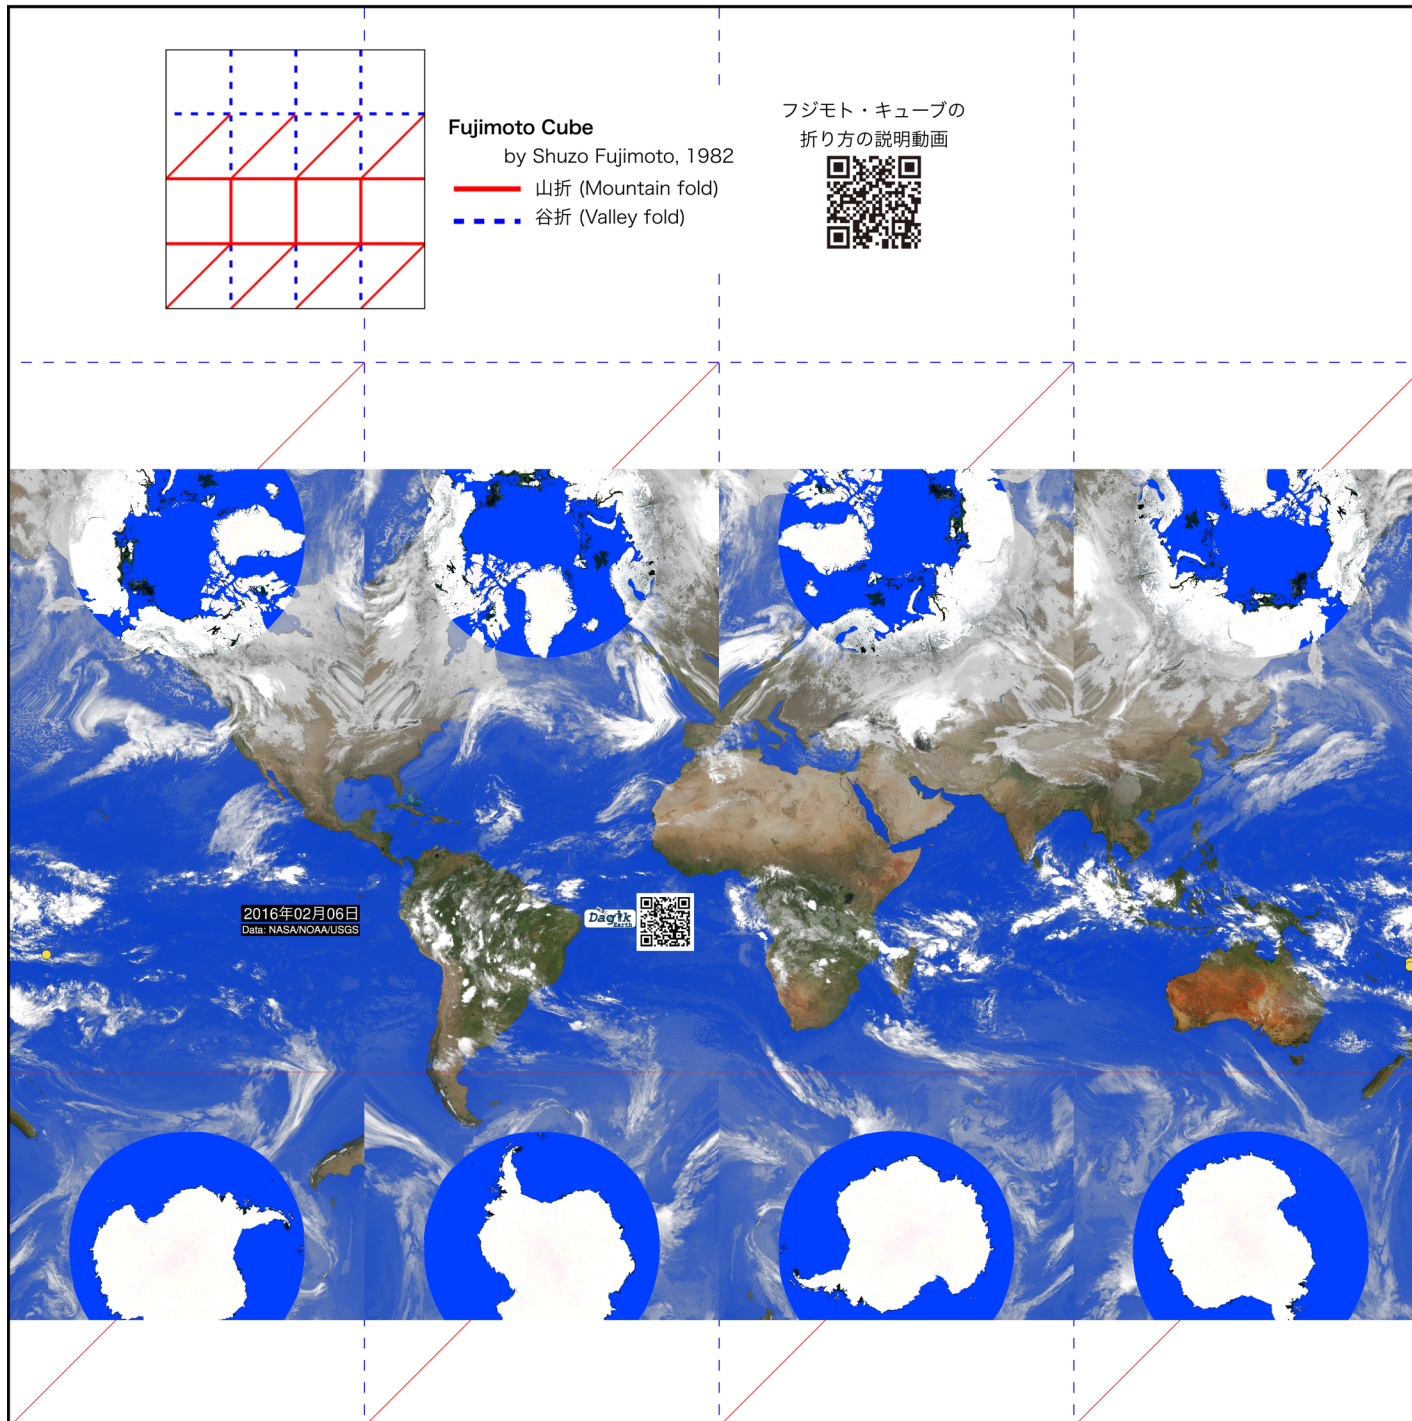 Fujimoto Cube
by Shuzo Fujimoto, 1982
山折 (Mountain fold)
谷折 (Valley fold)
フジモト・キューブの
折り方の説明動画
2016年02月06日
Data: NASA/NOAA/USGS
Dagik
Earth